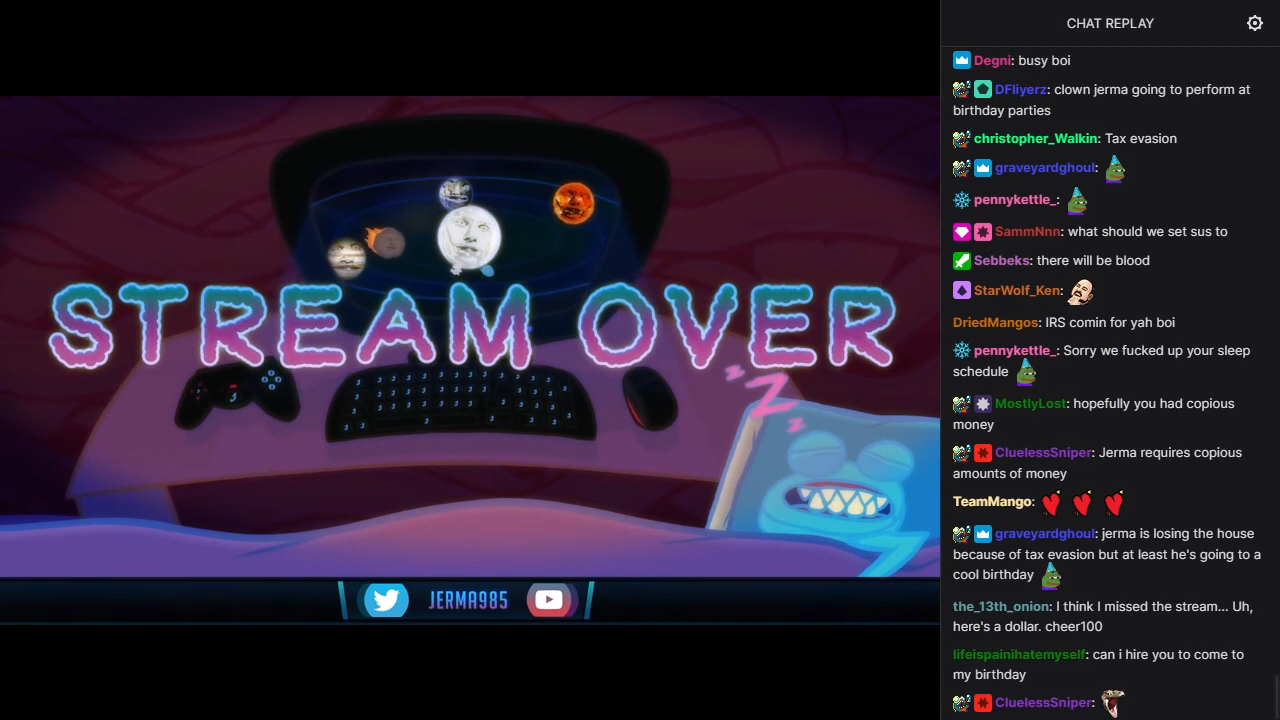 CHAT REPLAY
Degni: busy boi
DFliyerz: clown jerma going to perform at
birthday parties
christopher_Walkin: Tax evasion
graveyardghoul:
pennykettle_:
SammNnn: what should we set sus to
Sebbeks: there will be blood
StarWolf_Ken:
DriedMangos: IRS comin for yah boi
pennykettle_: Sorry we fucked up your sleep
schedule
MostlyLost: hopefully you had copious
money
CluelessSniper: Jerma requires copious
amounts of money
TeamMango:
graveyardghoul: jerma is losing the house
because of tax evasion but at least he's going to a
cool birthday
the_13th_onion: I think I missed the stream... Uh,
here's a dollar. cheer100
lifeispainihatemyself: can i hire you to come to
my birthday
CluelessSniper:
STREAM OVER
z
Z
z
JERMA985